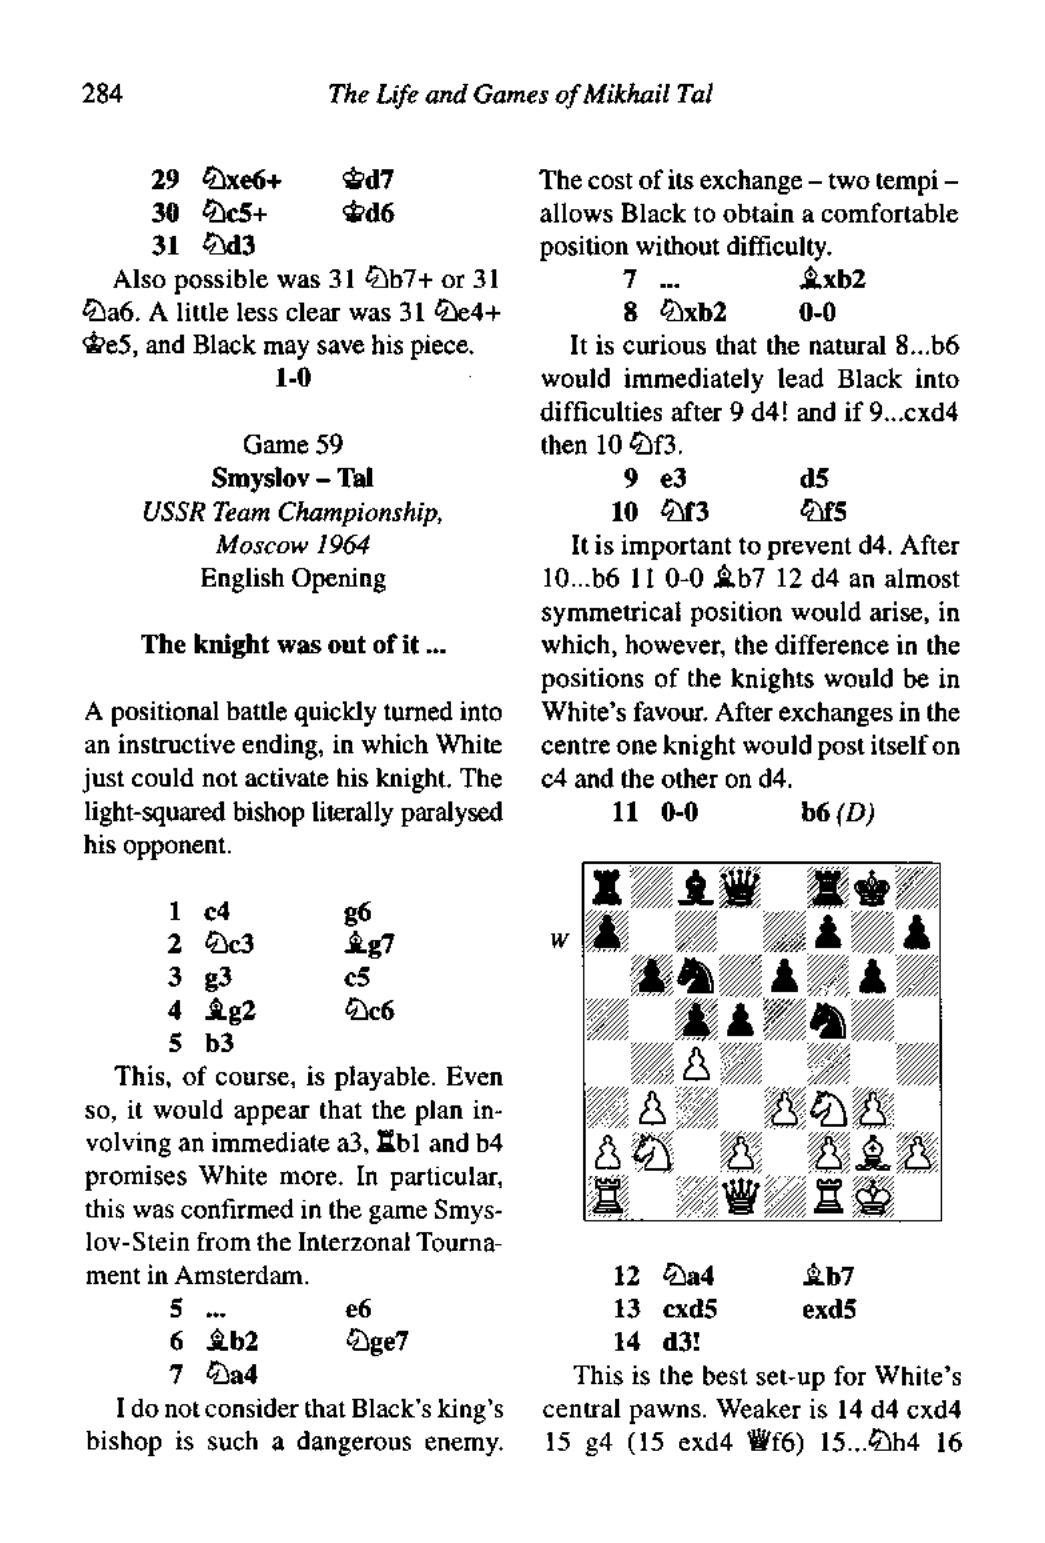 284
The Life and Games of Mikhail Tal
29 ♘xe6+ ♚d7
30 ♘c5+ ♚d6
31 ♘d3
Also possible was 31 ♘b7+ or 31
♘a6. A little less clear was 31 ♘e4+
♚e5, and Black may save his piece.
1-0
Game 59
Smyslov – Tal
USSR Team Championship,
Moscow 1964
English Opening
The knight was out of it ...
A positional battle quickly turned into
an instructive ending, in which White
just could not activate his knight. The
light-squared bishop literally paralysed
his opponent.
1 c4 g6
2 ♘c3 ♝g7
3 g3 c5
4 ♗g2 ♞c6
5 b3
This, of course, is playable. Even
so, it would appear that the plan in-
volving an immediate a3, ♖b1 and b4
promises White more. In particular,
this was confirmed in the game Smys-
lov-Stein from the Interzonal Tourna-
ment in Amsterdam.
5 ... e6
6 ♗b2 ♞ge7
7 ♘a4
I do not consider that Black's king's
bishop is such a dangerous enemy.
The cost of its exchange – two tempi –
allows Black to obtain a comfortable
position without difficulty.
7 ... ♝xb2
8 ♘xb2 0-0
It is curious that the natural 8...b6
would immediately lead Black into
difficulties after 9 d4! and if 9...cxd4
then 10 ♘f3.
9 e3 d5
10 ♘f3 ♞f5
It is important to prevent d4. After
10...b6 11 0-0 ♝b7 12 d4 an almost
symmetrical position would arise, in
which, however, the difference in the
positions of the knights would be in
White's favour. After exchanges in the
centre one knight would post itself on
c4 and the other on d4.
11 0-0 b6 (D)
W
12 ♘a4 ♝b7
13 cxd5 exd5
14 d3!
This is the best set-up for White's
central pawns. Weaker is 14 d4 cxd4
15 g4 (15 exd4 ♛f6) 15...♞h4 16